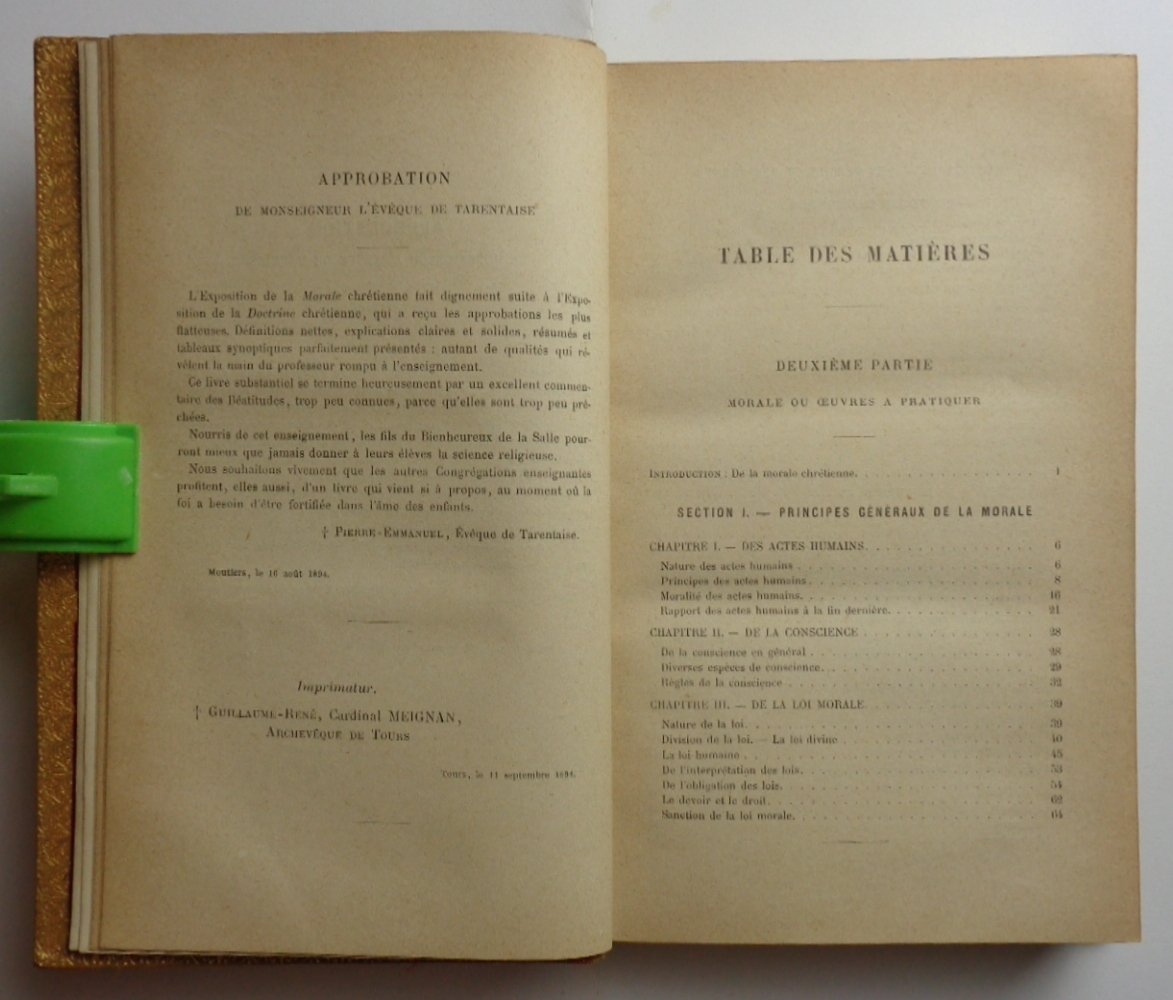 APPROBATION
DE MONSEIGNEUR L'ÉVÊQUE DE TARENTAISE
L'Exposition de la Morale chrétienne fait dignement suite à l'Expo-
sition de la Doctrine chrétienne, qui a reçu les approbations les plus
flatteuses. Définitions nettes, explications claires et solides, résumés et
tableaux synoptiques parfaitement présentés : autant de qualités qui ré-
vèlent la main du professeur rompu à l'enseignement.
Ce livre substantiel se termine heureusement par un excellent commen-
taire des Béatitudes, trop peu connues, parce qu'elles sont trop peu prê-
chées.
Nourris de cet enseignement, les fils du Bienheureux de la Salle pour-
ront mieux que jamais donner à leurs élèves la science religieuse.
Nous souhaitons vivement que les autres Congrégations enseignantes
profitent, elles aussi, d'un livre qui vient si à propos, au moment où la
foi a besoin d'être fortifiée dans l'âme des enfants.
† PIERRE-EMMANUEL, Évêque de Tarentaise.
Moutiers, le 16 août 1894.
Imprimatur.
† GUILLAUME-RENÉ, Cardinal MEIGNAN,
ARCHEVÊQUE DE TOURS
Tours, le 11 septembre 1894.
TABLE DES MATIÈRES
DEUXIÈME PARTIE
MORALE OU ŒUVRES A PRATIQUER
INTRODUCTION : De la morale chrétienne. 1
SECTION I. — PRINCIPES GÉNÉRAUX DE LA MORALE
CHAPITRE I. — DES ACTES HUMAINS. 6
Nature des actes humains 6
Principes des actes humains. 8
Moralité des actes humains. 16
Rapport des actes humains à la fin dernière. 21
CHAPITRE II. — DE LA CONSCIENCE 28
De la conscience en général 28
Diverses espèces de conscience. 29
Règles de la conscience 32
CHAPITRE III. — DE LA LOI MORALE. 39
Nature de la loi. 39
Division de la loi. — La loi divine 40
La loi humaine 45
De l'interprétation des lois. 53
De l'obligation des lois. 54
Le devoir et le droit. 62
Sanction de la loi morale. 64